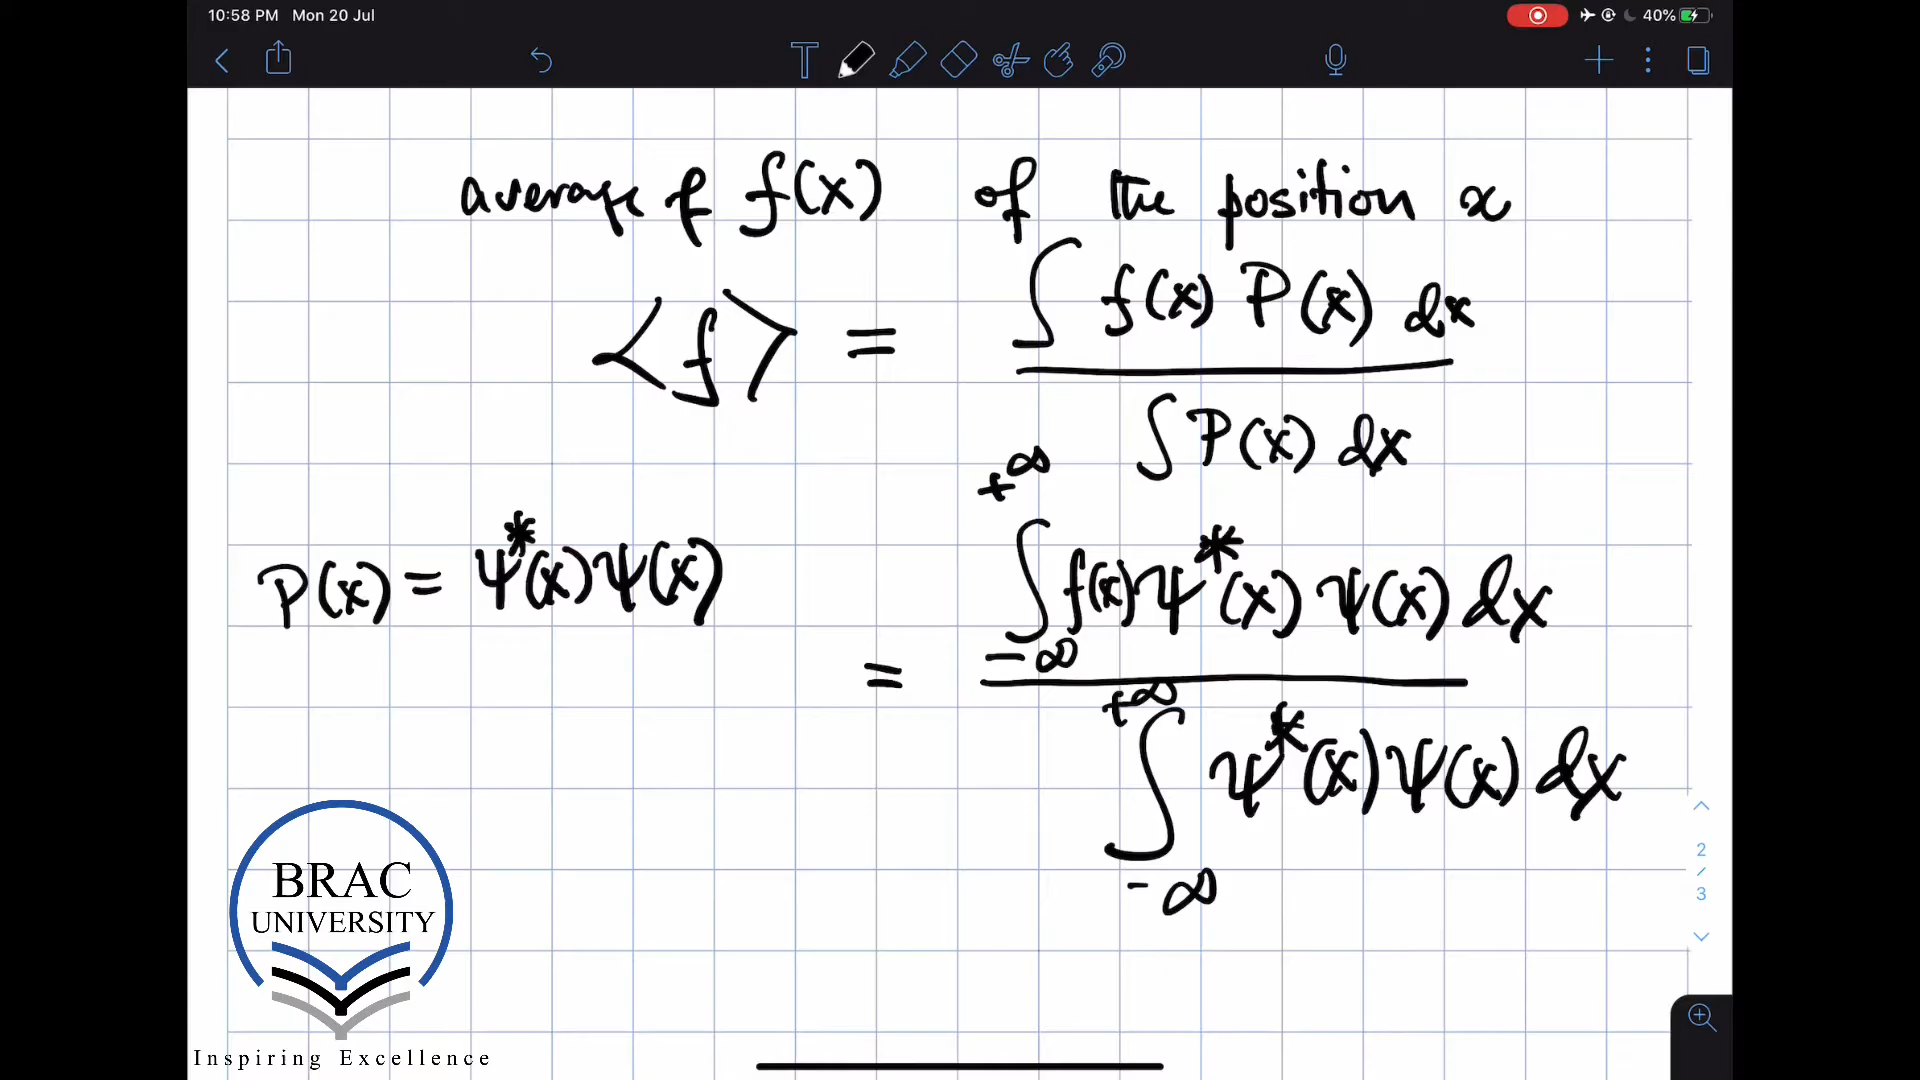 10:58 PM Mon 20 Jul
40%
T
average of f(x) of the position x
<f> = ∫ f(x) P(x) dx
∫ P(x) dx
P(x) = ψ*(x) ψ(x)
+∞
∫ f(x) ψ*(x) ψ(x) dx
-∞
=
+∞
∫ ψ*(x) ψ(x) dx
-∞
2
/
3
BRAC
UNIVERSITY
Inspiring Excellence